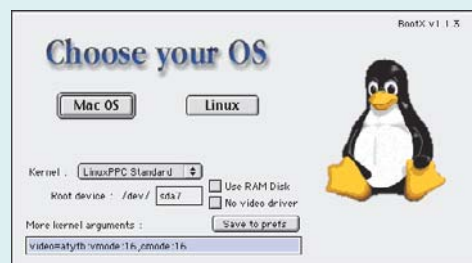 BootX v1.1.3
Choose your OS
Mac OS
Linux
Kernel : LinuxPPC Standard
Root device : /dev/ sda7
Use RAM Disk
No video driver
More kernel arguments :
Save to prefs
video=atyfb:vmode:16,cmode:16